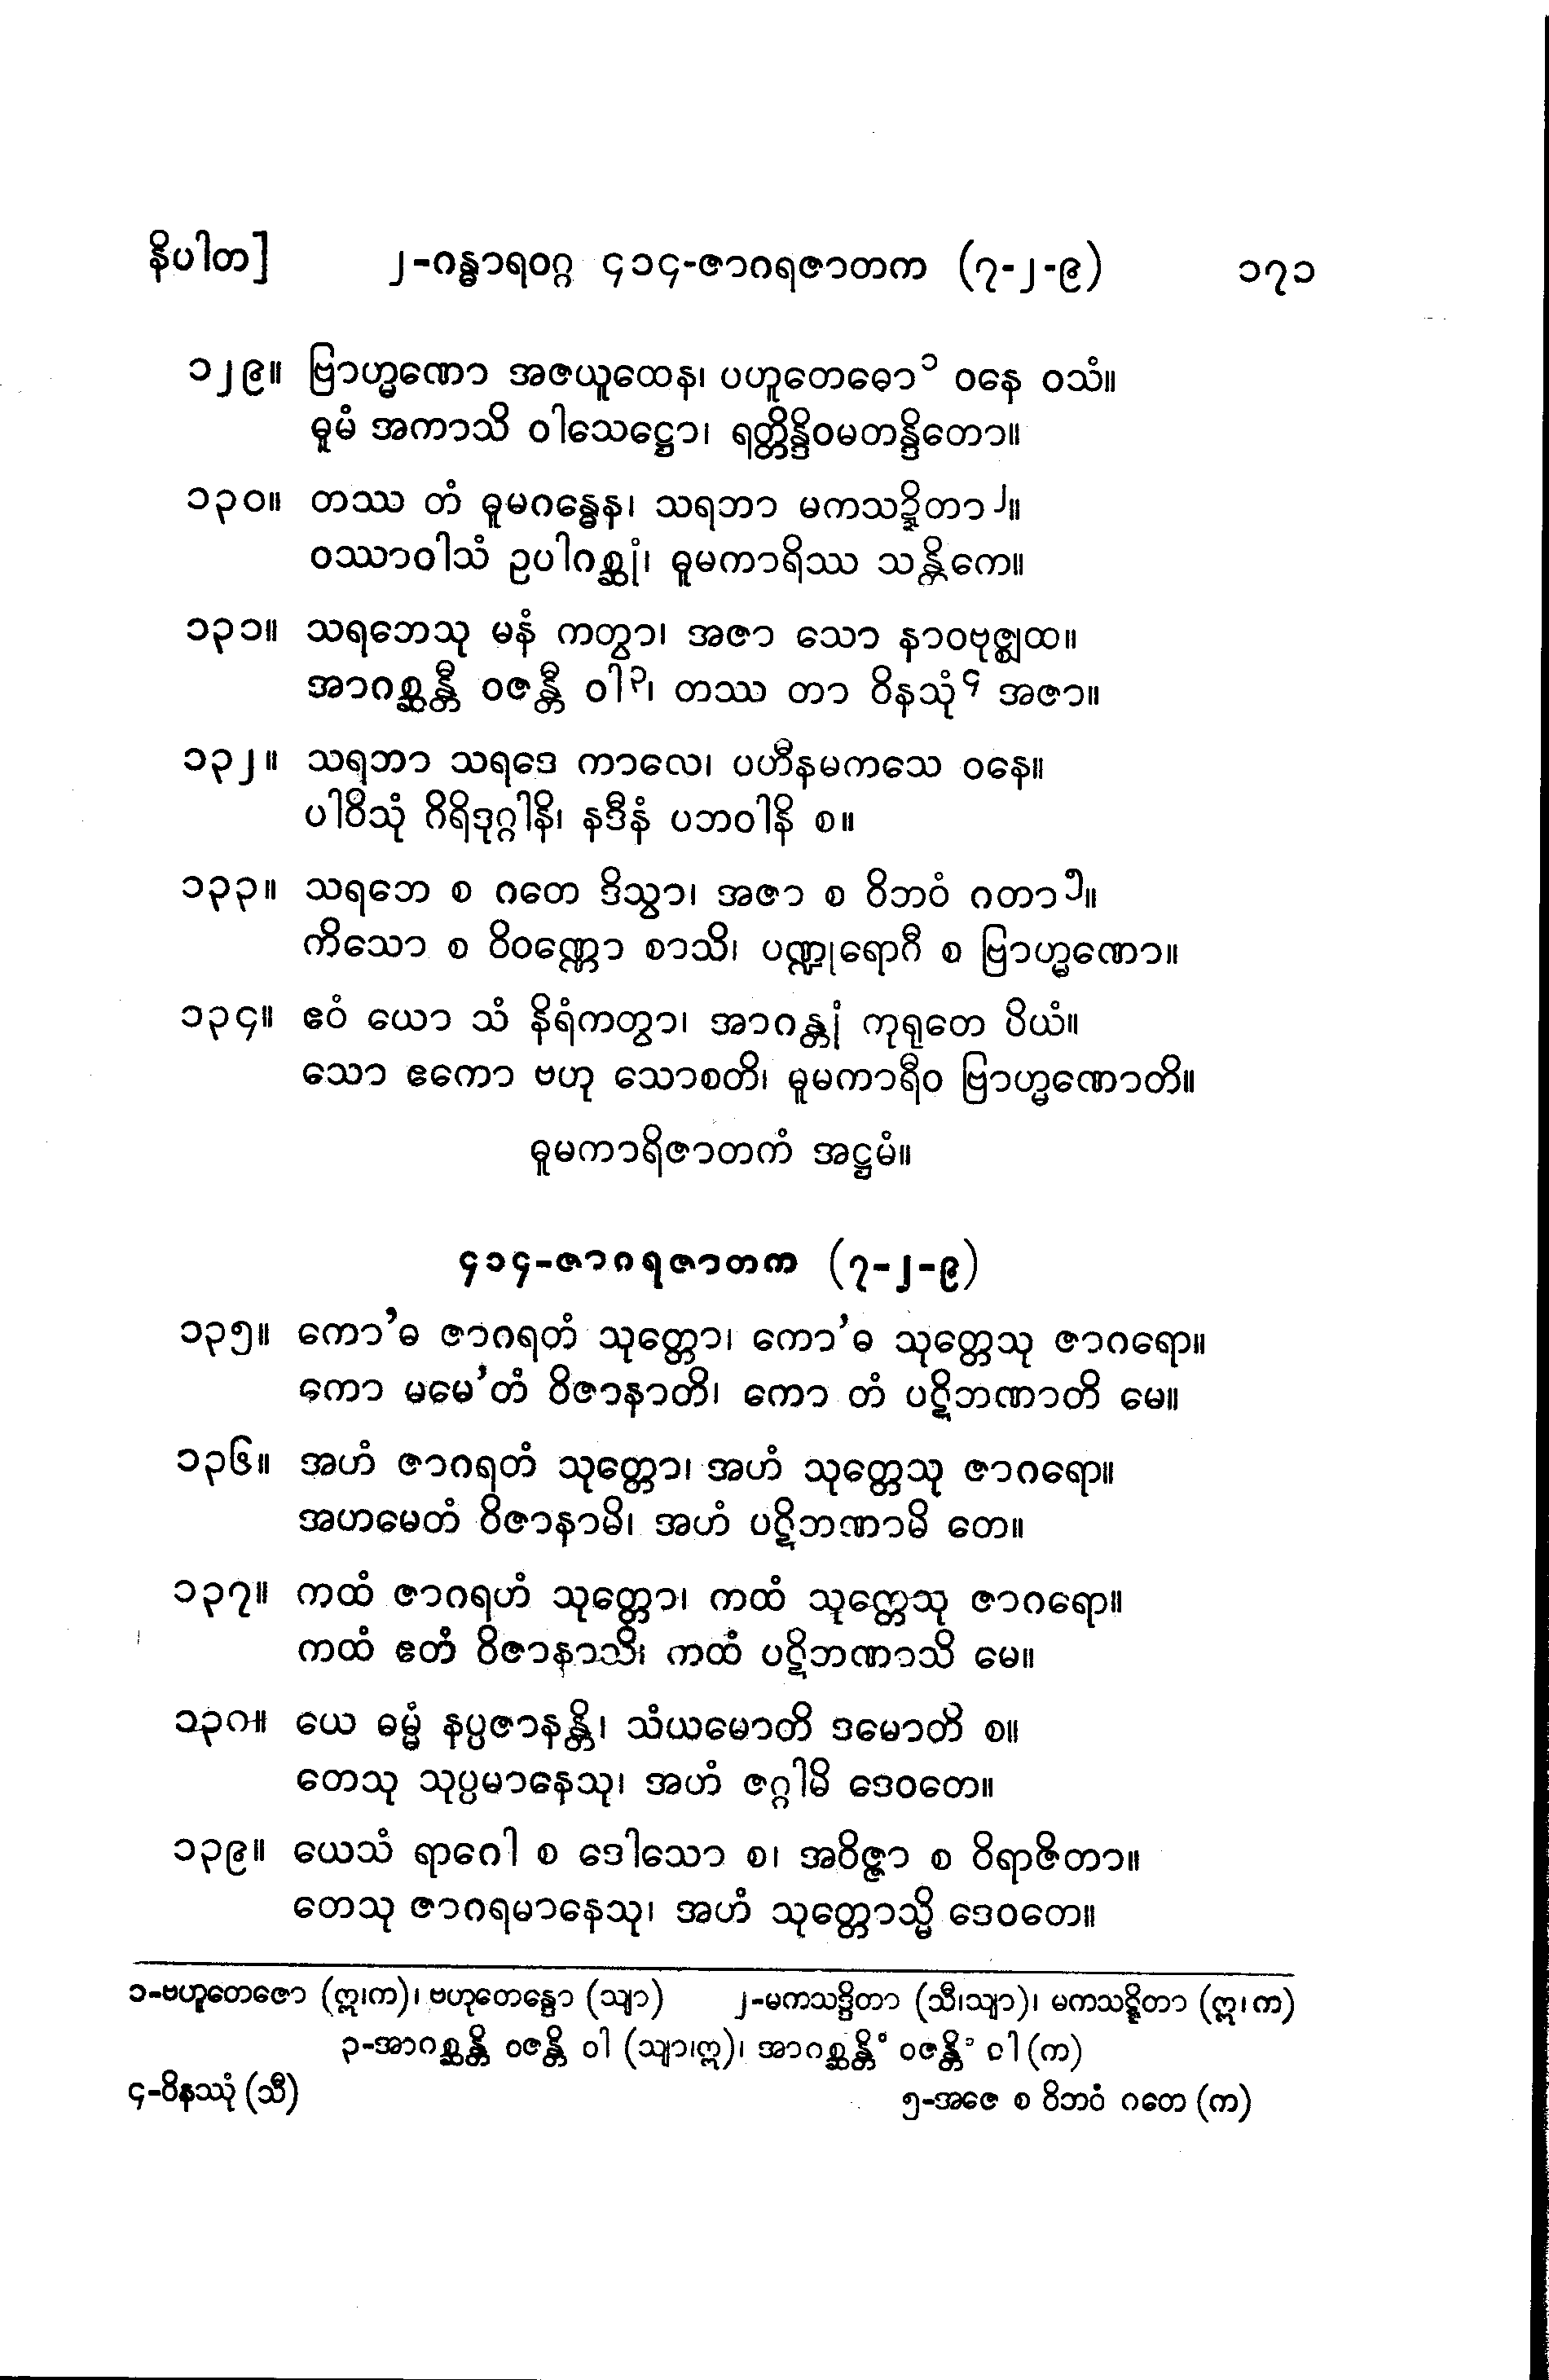 နိပါတ] ၂-ဂန္ဓာရဝဂ္ဂ ၄၁၄-ဇာဂရဇာတက (၇-၂-၉) ၁၇၁
၁၂၉။ ဗြာဟ္မဏော အဇယူထေန၊ ပဟူတေဓော၁ ဝနေ ဝသံ။
ဓူမံ အကာသိ ဝါသေဋ္ဌော၊ ရတ္တိန္ဒိဝမတန္ဒိတော။
၁၃၀။ တဿ တံ ဓူမဂန္ဓေန၊ သရဘာ မကသဍ္ဍိတာ၂။
ဝဿာဝါသံ ဥပါဂစ္ဆုံ၊ ဓူမကာရိဿ သန္တိကေ။
၁၃၁။ သရဘေသု မနံ ကတွာ၊ အဇာ သော နာဝဗုဇ္ဈထ။
အာဂစ္ဆန္တီ ဝဇန္တီ ဝါ၃၊ တဿ တာ ဝိနသုံ၄ အဇာ။
၁၃၂။ သရဘာ သရဒေ ကာလေ၊ ပဟီနမကသေ ဝနေ။
ပါဝိသုံ ဂိရိဒုဂ္ဂါနိ၊ နဒီနံ ပဘဝါနိ စ။
၁၃၃။ သရဘေ စ ဂတေ ဒိသွာ၊ အဇာ စ ဝိဘဝံ ဂတာ၅။
ကိသော စ ဝိဝဏ္ဏော စာသိ၊ ပဏ္ဍုရောဂီ စ ဗြာဟ္မဏော။
၁၃၄။ ဧဝံ ယော သံ နိရံကတွာ၊ အာဂန္တုံ ကုရုတေ ပိယံ။
သော ဧကော ဗဟု သောစတိ၊ ဓူမကာရီဝ ဗြာဟ္မဏောတိ။
ဓူမကာရိဇာတကံ အဋ္ဌမံ။
၄၁၄-ဇာဂရဇာတက (၇-၂-၉)
၁၃၅။ ကော’ဓ ဇာဂရတံ သုတ္တော၊ ကော’ဓ သုတ္တေသု ဇာဂရော။
ကော မမေ’တံ ဝိဇာနာတိ၊ ကော တံ ပဋိဘဏာတိ မေ။
၁၃၆။ အဟံ ဇာဂရတံ သုတ္တော၊ အဟံ သုတ္တေသု ဇာဂရော။
အဟမေတံ ဝိဇာနာမိ၊ အဟံ ပဋိဘဏာမိ တေ။
၁၃၇။ ကထံ ဇာဂရဟံ သုတ္တော၊ ကထံ သုတ္တေသု ဇာဂရော။
ကထံ ဧတံ ဝိဇာနာသိ၊ ကထံ ပဋိဘဏာသိ မေ။
၁၃၈။ ယေ ဓမ္မံ နပ္ပဇာနန္တိ၊ သံယမောတိ ဒမောတိ စ။
တေသု သုပ္ပမာနေသု၊ အဟံ ဇဂ္ဂါမိ ဒေဝတေ။
၁၃၉။ ယေသံ ရာဂေါ စ ဒေါသော စ၊ အဝိဇ္ဇာ စ ဝိရာဇိတာ။
တေသု ဇာဂရမာနေသု၊ အဟံ သုတ္တောသ္မိ ဒေဝတေ။
၁-ဗဟူတေဇော (ဣ၊က)၊ ဗဟုတေန္ဒော (သျာ) ၂-မကသဒ္ဒိတာ (သီ၊သျာ)၊ မကသဋ္ဋိတာ (ဣ၊က)
၃-အာဂစ္ဆန္တိ ဝဇန္တိ ဝါ (သျာ၊ဣ)၊ အာဂစ္ဆန္တိံ ဝဇန္တိံ ဝါ (က)
၄-ဝိနဿုံ (သီ) ၅-အဇေ စ ဝိဘဝံ ဂတေ (က)